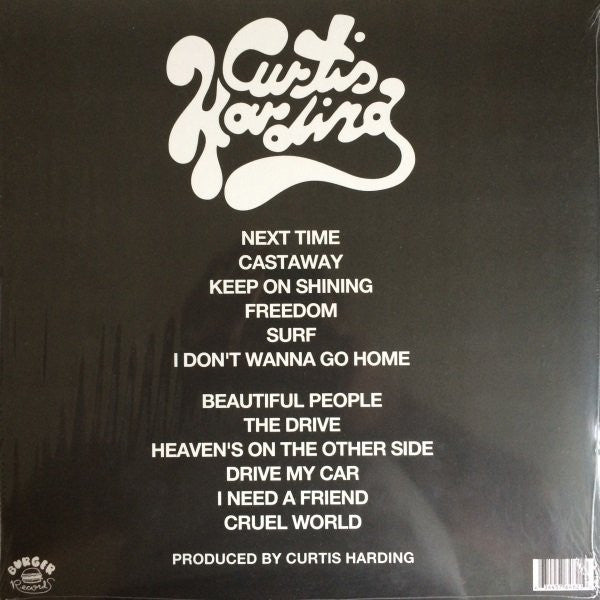 Curtis
Harding
NEXT TIME
CASTAWAY
KEEP ON SHINING
FREEDOM
SURF
I DON'T WANNA GO HOME
BEAUTIFUL PEOPLE
THE DRIVE
HEAVEN'S ON THE OTHER SIDE
DRIVE MY CAR
I NEED A FRIEND
CRUEL WORLD
PRODUCED BY CURTIS HARDING
BURGER
Records